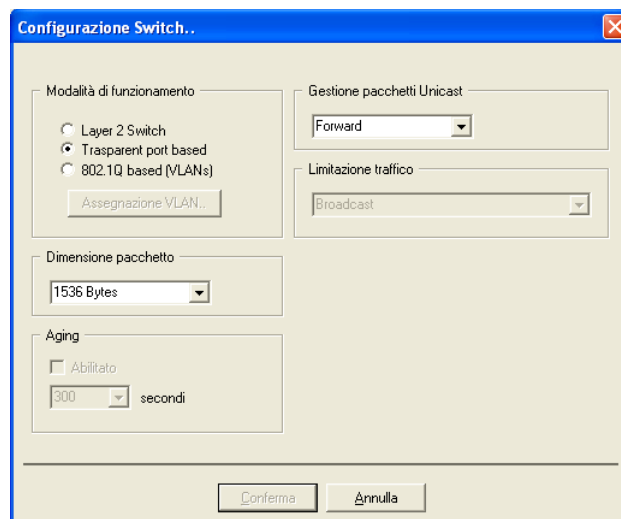 Configurazione Switch..
Modalità di funzionamento
Layer 2 Switch
Trasparent port based
802.1Q based (VLANs)
Assegnazione VLAN..
Gestione pacchetti Unicast
Forward
Limitazione traffico
Broadcast
Dimensione pacchetto
1536 Bytes
Aging
Abilitato
300 secondi
Conferma
Annulla